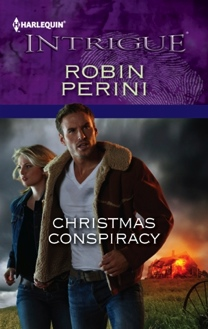 HARLEQUIN®
INTRIGUE®
ROBIN
PERINI
CHRISTMAS
CONSPIRACY